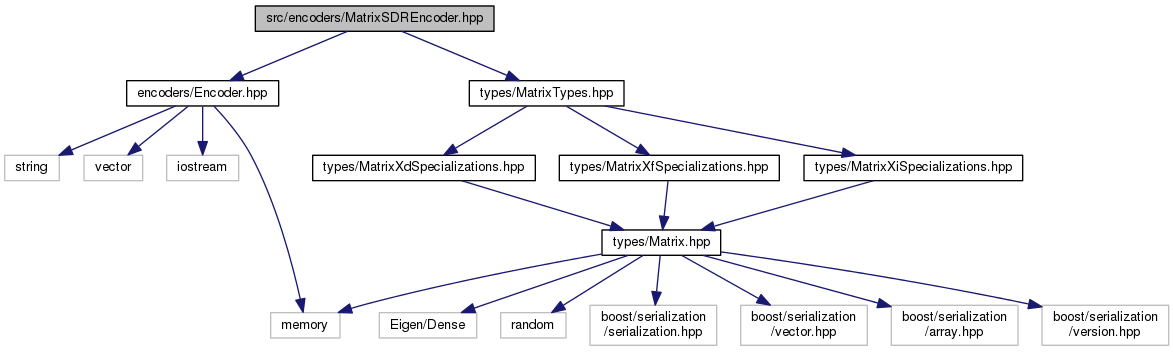 src/encoders/MatrixSDREncoder.hpp
encoders/Encoder.hpp
types/MatrixTypes.hpp
string
vector
iostream
types/MatrixXdSpecializations.hpp
types/MatrixXfSpecializations.hpp
types/MatrixXiSpecializations.hpp
types/Matrix.hpp
memory
Eigen/Dense
random
boost/serialization
/serialization.hpp
boost/serialization
/vector.hpp
boost/serialization
/array.hpp
boost/serialization
/version.hpp